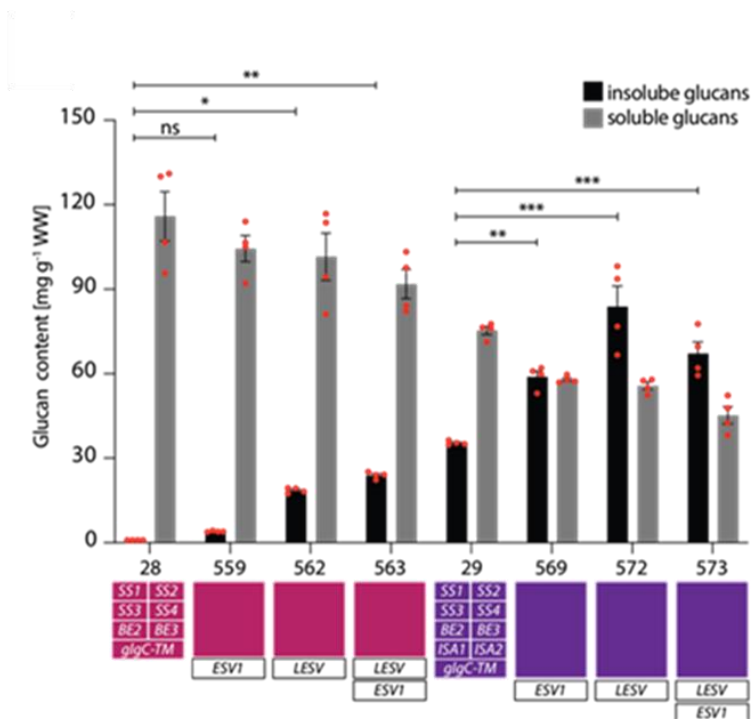 **
*
ns
150
120
90
60
30
0
Glucan content [mg g⁻¹ WW]
insolube glucans
soluble glucans
***
***
**
28 559 562 563 29 569 572 573
SS1 SS2
SS3 SS4
BE2 BE3
glgC-TM
ESV1
LESV
LESV
ESV1
SS1 SS2
SS3 SS4
BE2 BE3
ISA1 ISA2
glgC-TM
ESV1
LESV
LESV
ESV1